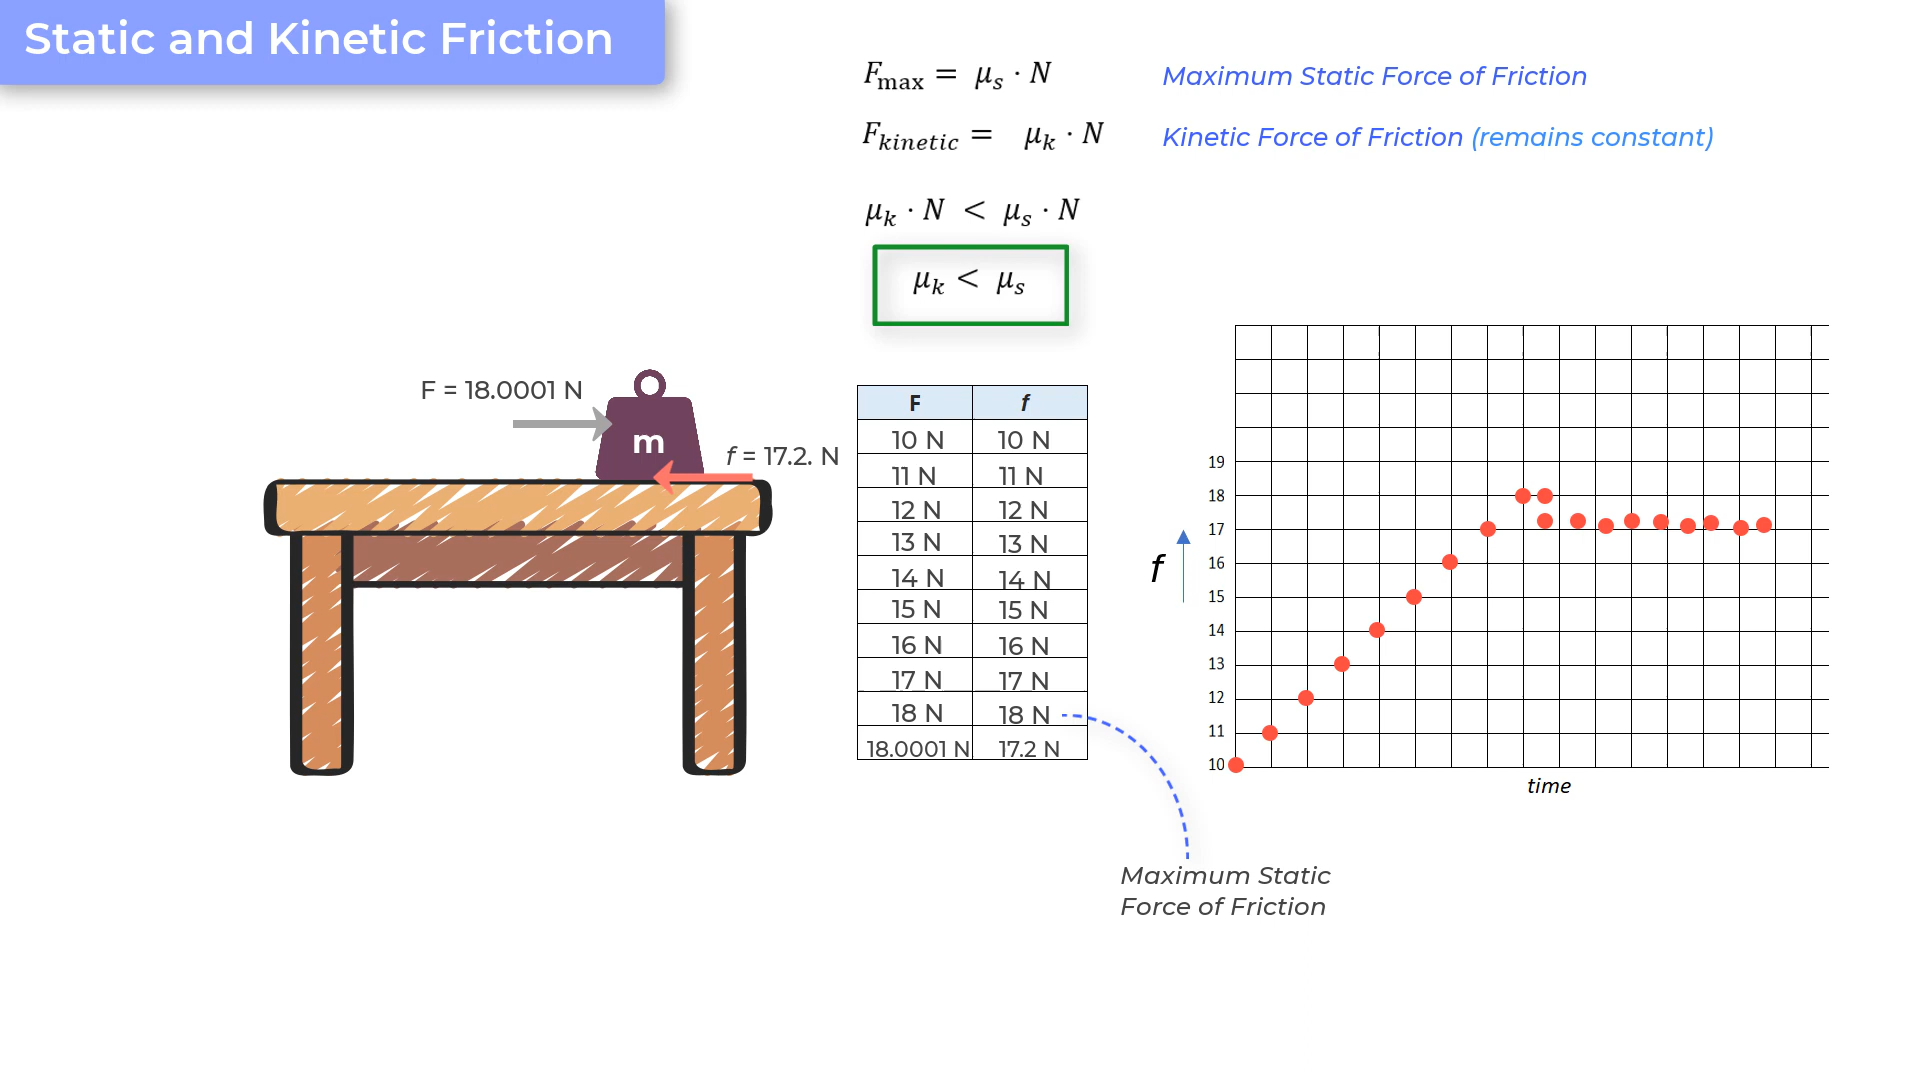 Static and Kinetic Friction
F_max = μ_s · N
Maximum Static Force of Friction
F_kinetic = μ_k · N
Kinetic Force of Friction (remains constant)
μ_k · N < μ_s · N
μ_k < μ_s
F = 18.0001 N
m
f = 17.2. N
F f
10 N 10 N
11 N 11 N
12 N 12 N
13 N 13 N
14 N 14 N
15 N 15 N
16 N 16 N
17 N 17 N
18 N 18 N
18.0001 N 17.2 N
Maximum Static
Force of Friction
f
19
18
17
16
15
14
13
12
11
10
time